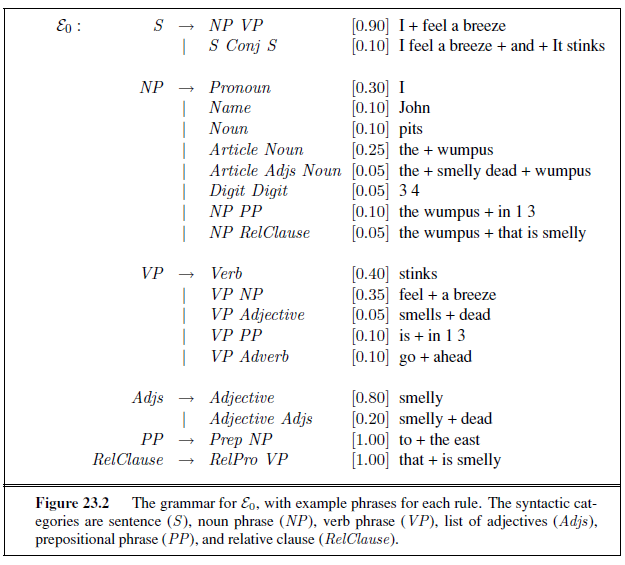 ℰ₀ : S → NP VP [0.90] I + feel a breeze
| S Conj S [0.10] I feel a breeze + and + It stinks
NP → Pronoun [0.30] I
| Name [0.10] John
| Noun [0.10] pits
| Article Noun [0.25] the + wumpus
| Article Adjs Noun [0.05] the + smelly dead + wumpus
| Digit Digit [0.05] 3 4
| NP PP [0.10] the wumpus + in 1 3
| NP RelClause [0.05] the wumpus + that is smelly
VP → Verb [0.40] stinks
| VP NP [0.35] feel + a breeze
| VP Adjective [0.05] smells + dead
| VP PP [0.10] is + in 1 3
| VP Adverb [0.10] go + ahead
Adjs → Adjective [0.80] smelly
| Adjective Adjs [0.20] smelly + dead
PP → Prep NP [1.00] to + the east
RelClause → RelPro VP [1.00] that + is smelly
Figure 23.2 The grammar for ℰ₀, with example phrases for each rule. The syntactic cat-
egories are sentence (S), noun phrase (NP), verb phrase (VP), list of adjectives (Adjs),
prepositional phrase (PP), and relative clause (RelClause).